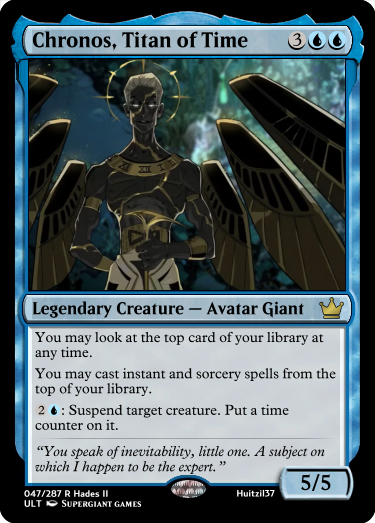 Chronos, Titan of Time 3
XII
Legendary Creature — Avatar Giant
You may look at the top card of your library at
any time.
You may cast instant and sorcery spells from the
top of your library.
2 : Suspend target creature. Put a time
counter on it.
“You speak of inevitability, little one. A subject on
which I happen to be the expert.”
5/5
047/287 R Hades II Huitzil37
ULT SUPERGIANT GAMES